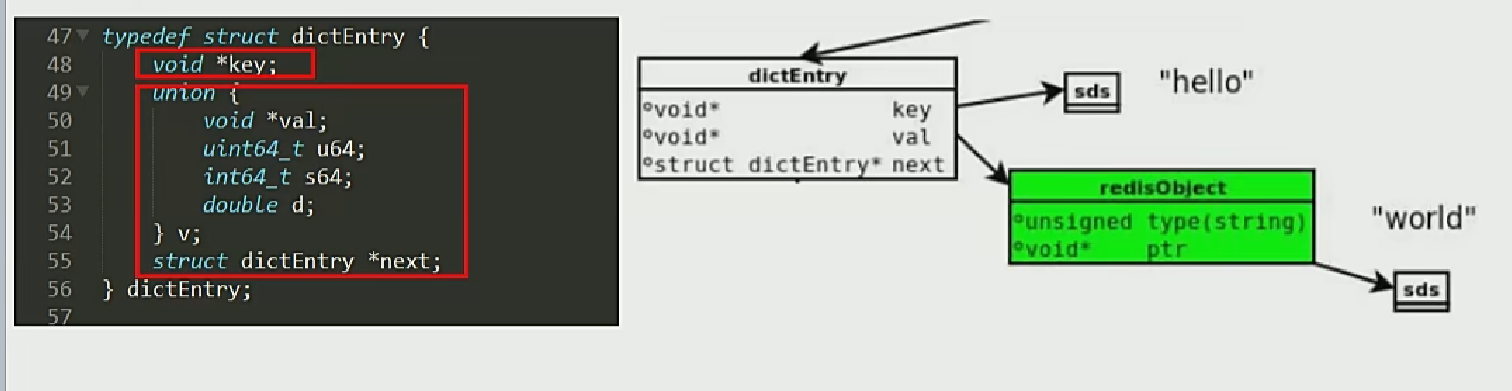 47 typedef struct dictEntry {
48 void *key;
49 union {
50 void *val;
51 uint64_t u64;
52 int64_t s64;
53 double d;
54 } v;
55 struct dictEntry *next;
56 } dictEntry;
57
dictEntry
void* key
void* val
struct dictEntry* next
sds
"hello"
redisObject
unsigned type(string)
void* ptr
"world"
sds